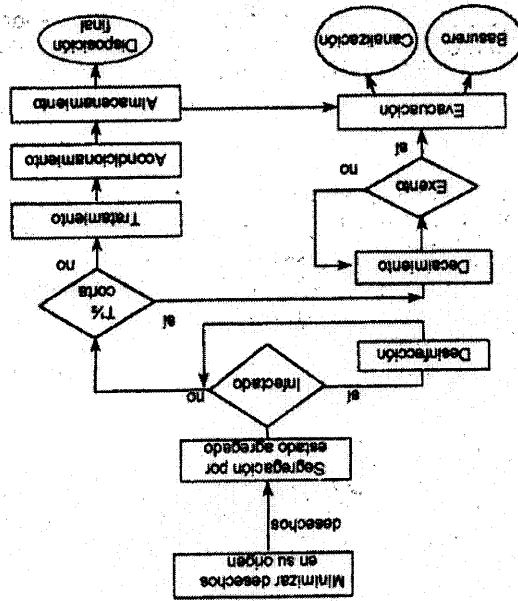 Minimizar desechos
en su origen
desechos
Segregación por
estado agregado
Infectado
sí
no
Desinfección
T½
corta
sí
no
Decaimiento
Tratamiento
Exento
no
sí
Acondicionamiento
Evacuación
Almacenamiento
Basurero
Canalización
Disposición
final